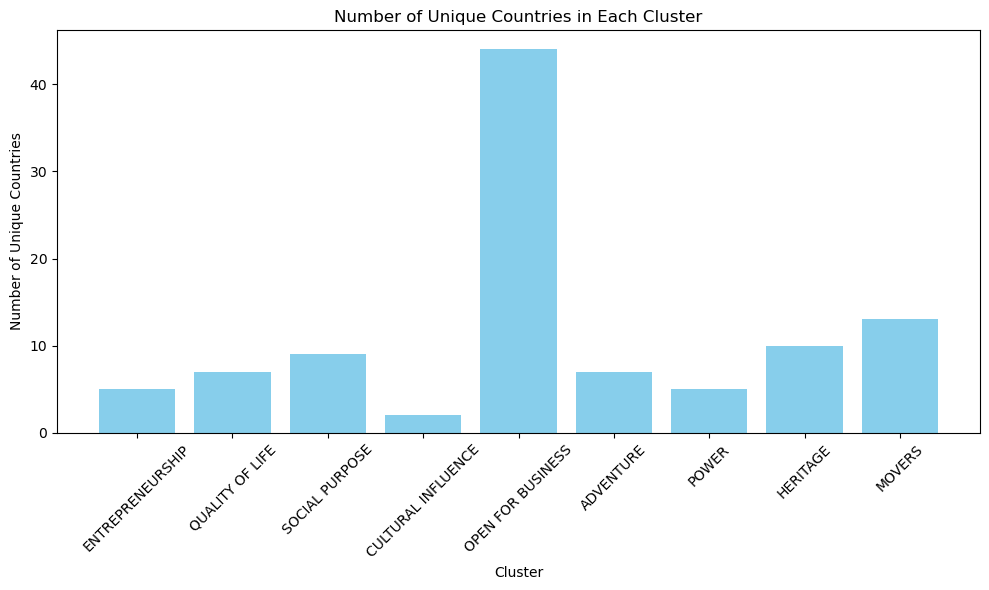 Number of Unique Countries in Each Cluster
Number of Unique Countries
40
30
20
10
0
ENTREPRENEURSHIP
QUALITY OF LIFE
SOCIAL PURPOSE
CULTURAL INFLUENCE
OPEN FOR BUSINESS
ADVENTURE
POWER
HERITAGE
MOVERS
Cluster